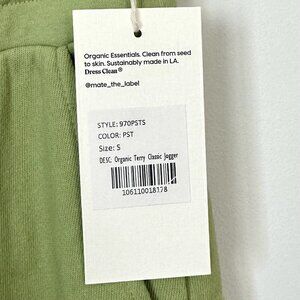 Organic Essentials. Clean from seed
to skin. Sustainably made in LA.
Dress Clean®
@mate_the_label
STYLE: 970PSTS
COLOR: PST
Size: S
DESC: Organic Terry Classic Jogger
106110018178